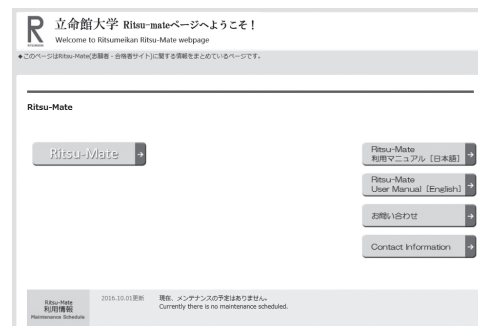 R 立命館大学 Ritsu-mateページへようこそ！
RITSUMEIKAN Welcome to Ritsumeikan Ritsu-Mate webpage
◆このページはRitsu-Mate(志願者・合格者サイト)に関する情報をまとめているページです。
Ritsu-Mate
Ritsu-Mate
Ritsu-Mate
利用マニュアル［日本語］
Ritsu-Mate
User Manual［English］
お問い合わせ
Contact Information
Ritsu-Mate
利用情報
Maintenance Schedule
2016.10.01更新 現在、メンテナンスの予定はありません。
Currently there is no maintenance scheduled.